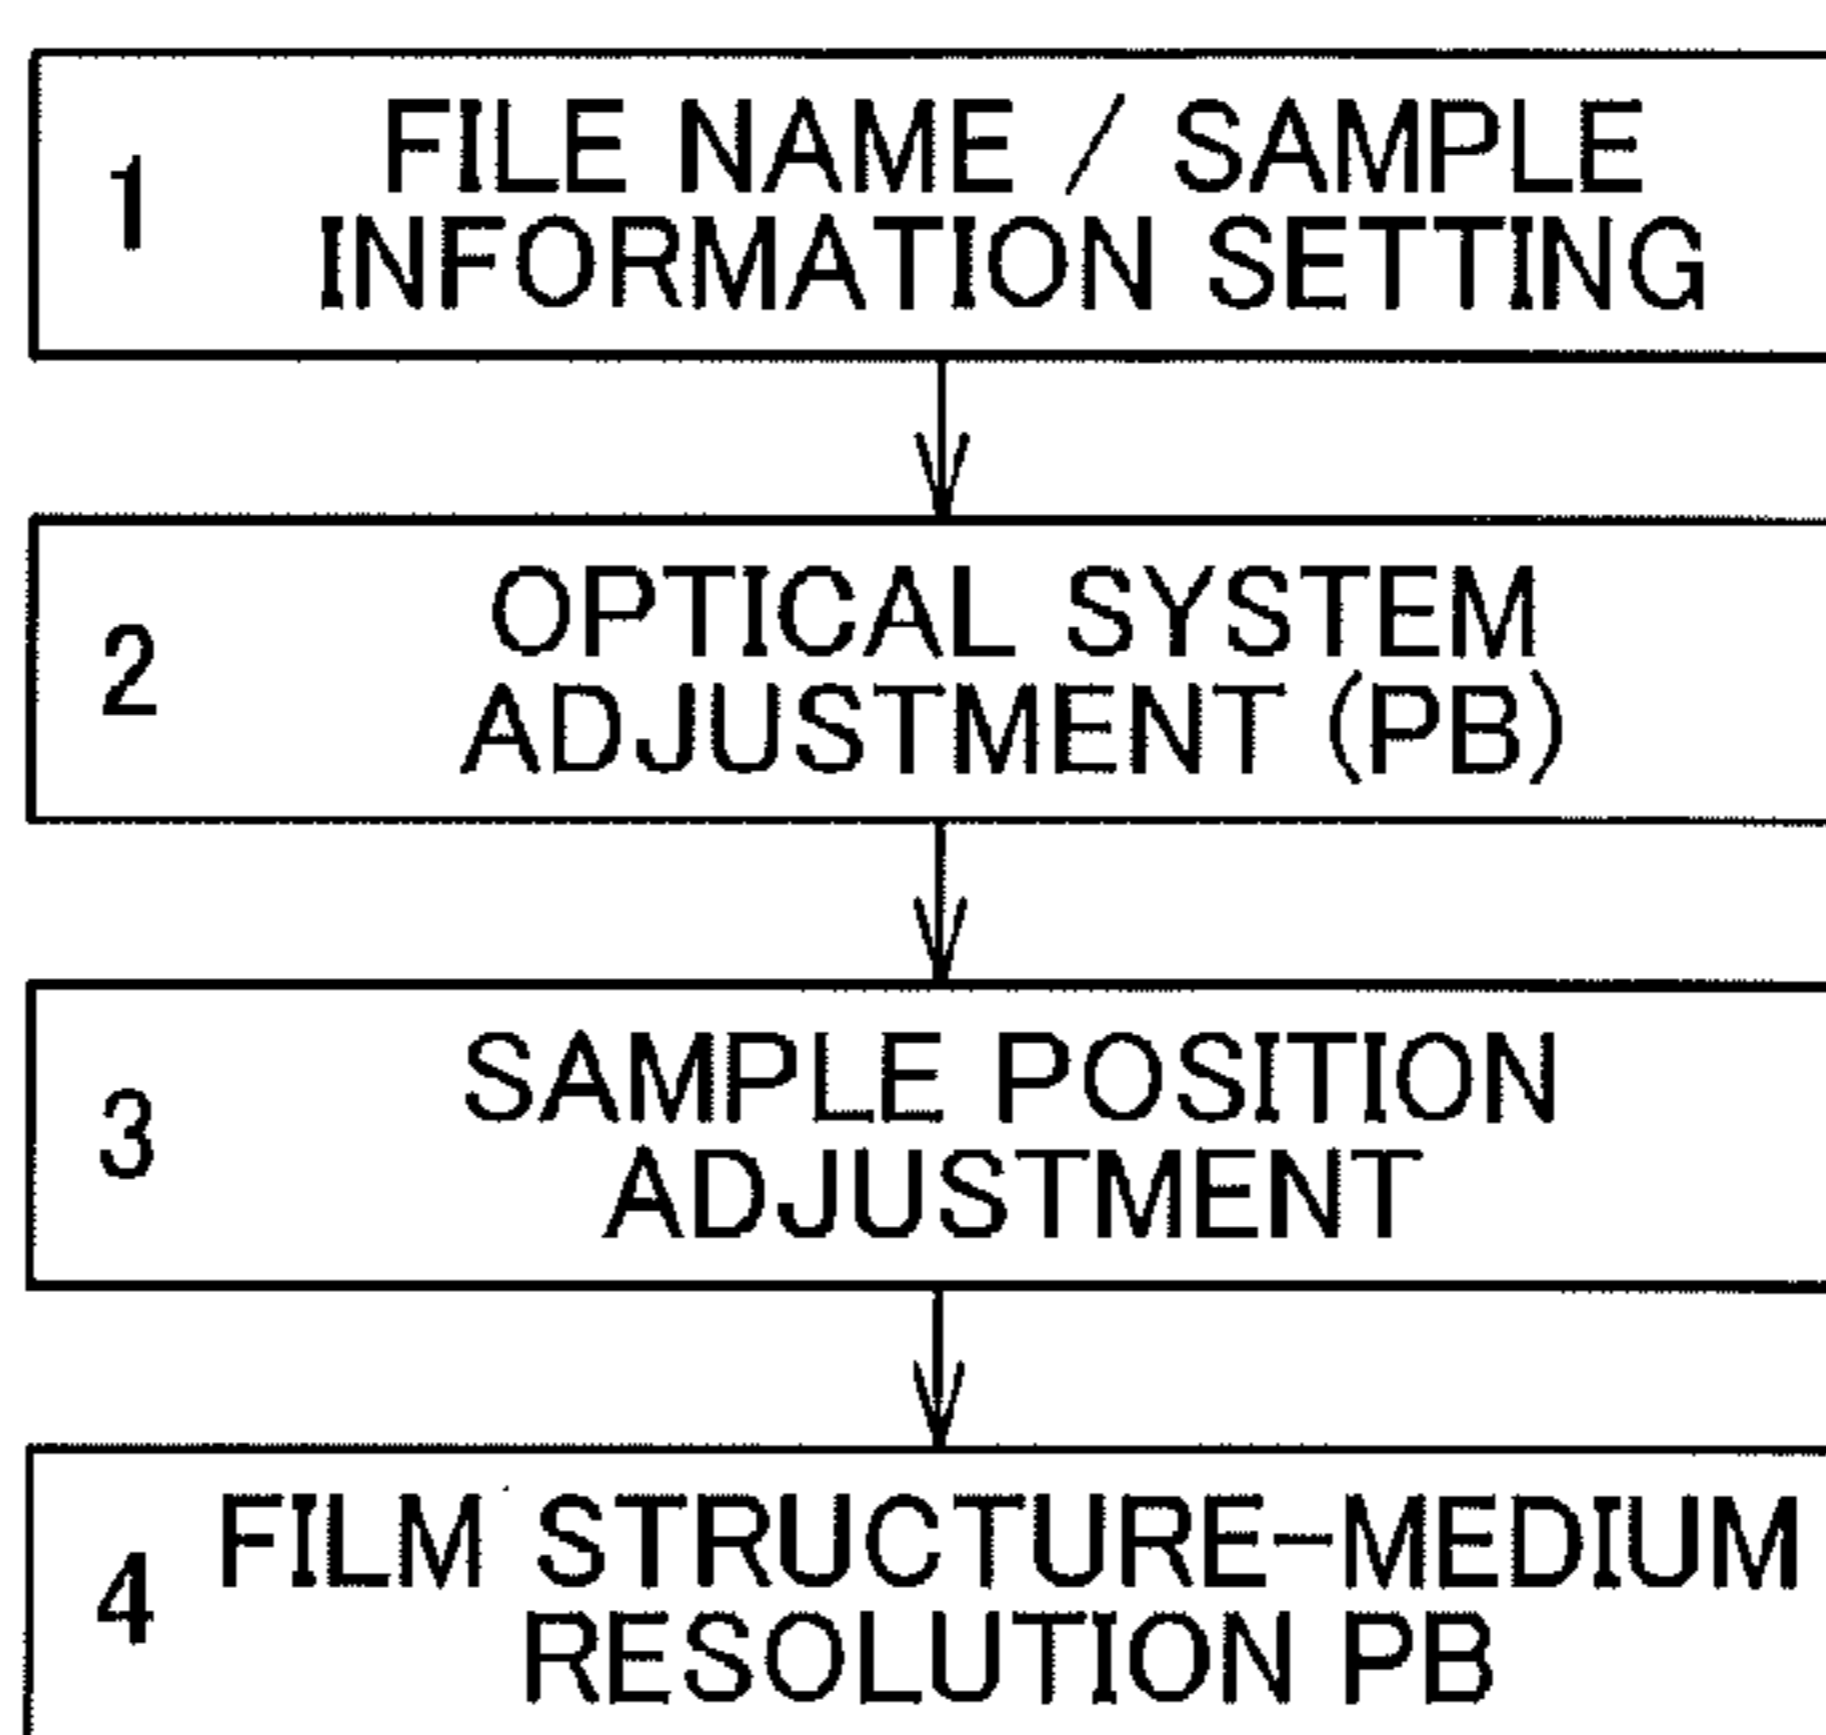 1 FILE NAME / SAMPLE
INFORMATION SETTING
2 OPTICAL SYSTEM
ADJUSTMENT (PB)
3 SAMPLE POSITION
ADJUSTMENT
4 FILM STRUCTURE-MEDIUM
RESOLUTION PB